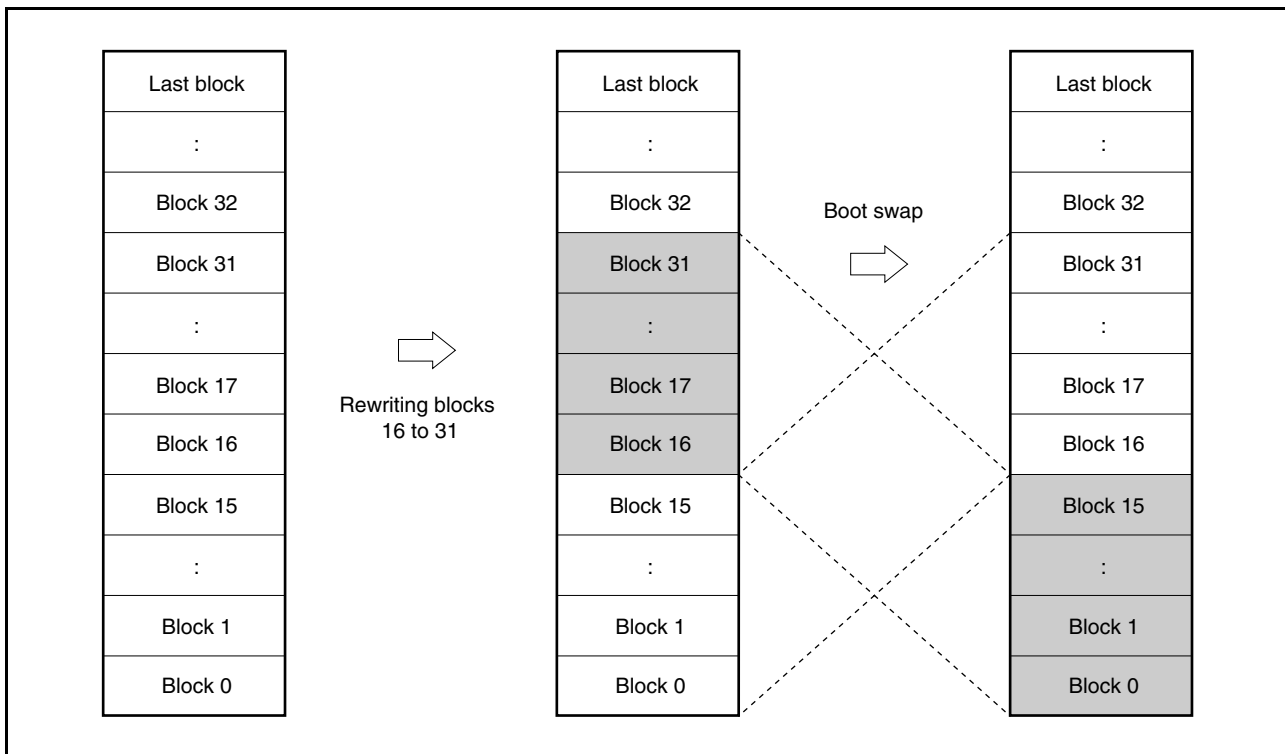 Last block
:
Block 32
Block 31
:
Block 17
Block 16
Block 15
:
Block 1
Block 0
Rewriting blocks
16 to 31
Last block
:
Block 32
Block 31
:
Block 17
Block 16
Block 15
:
Block 1
Block 0
Boot swap
Last block
:
Block 32
Block 31
:
Block 17
Block 16
Block 15
:
Block 1
Block 0